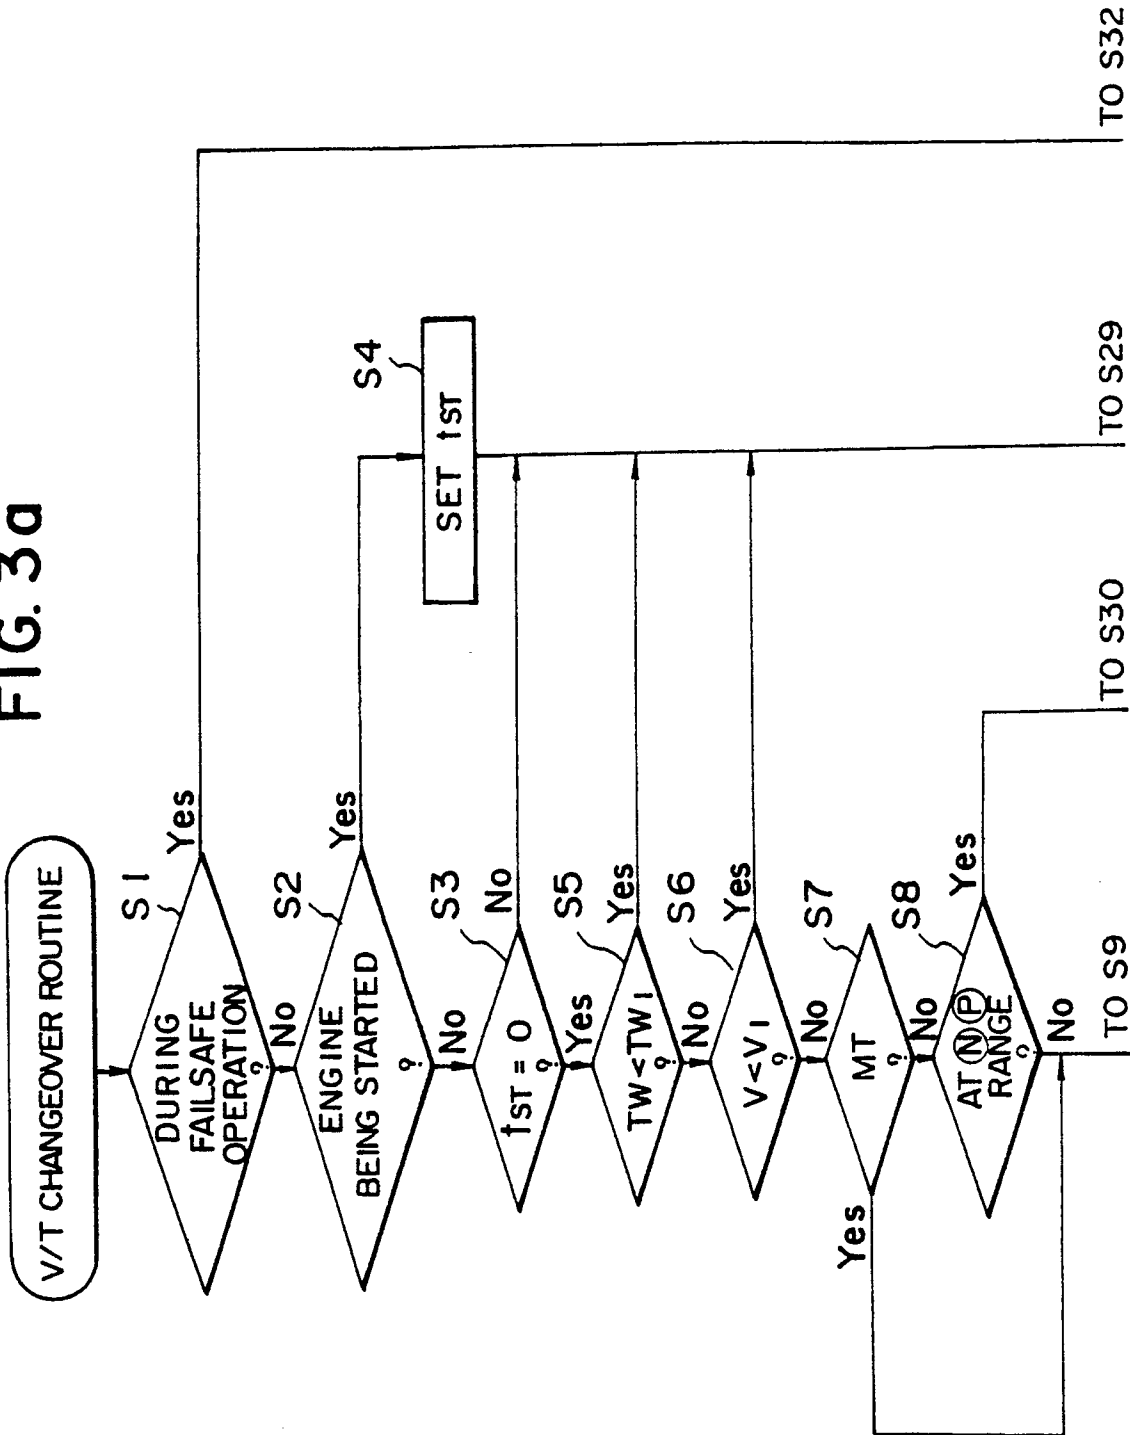 FIG. 3a
V/T CHANGEOVER ROUTINE
S1
DURING
FAILSAFE
OPERATION
?
Yes
No
S2
ENGINE
BEING STARTED
?
Yes
No
S4
SET tST
S3
tST = 0
?
No
Yes
S5
TW<TW1
?
Yes
No
S6
V<V1
?
Yes
No
S7
MT
?
Yes
No
S8
AT Ⓝ Ⓟ
RANGE
?
Yes
No
TO S9
TO S30
TO S29
TO S32